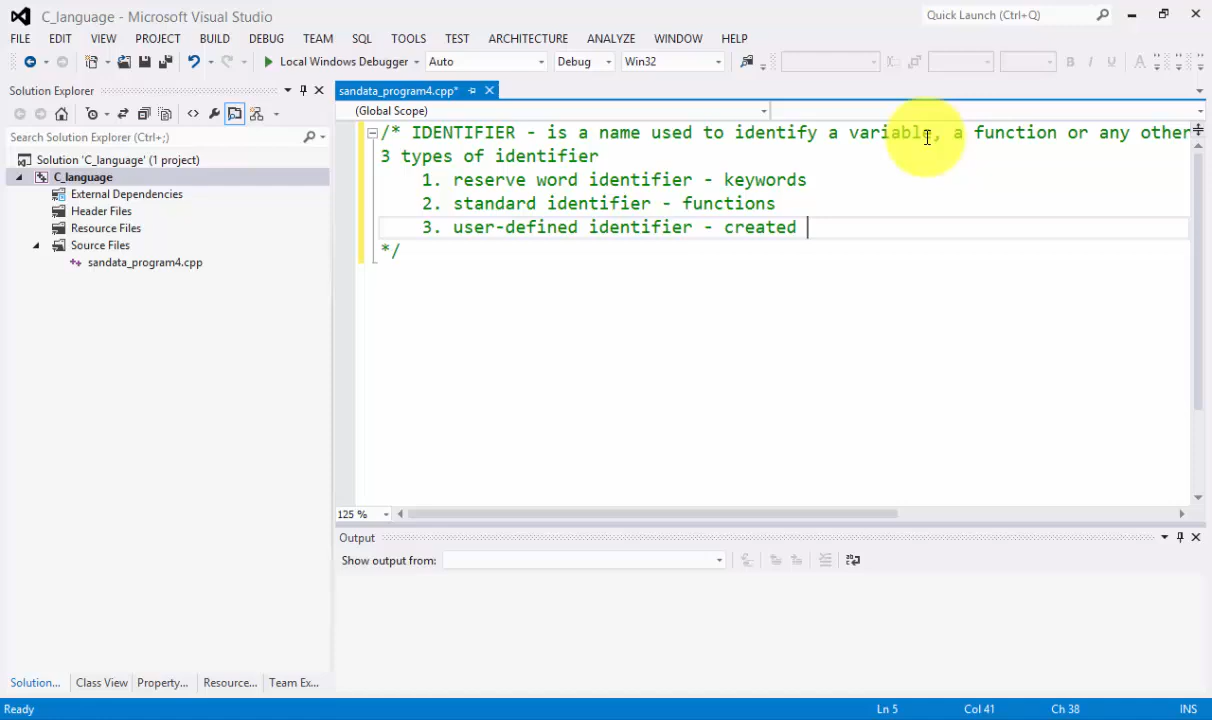 C_language - Microsoft Visual Studio
Quick Launch (Ctrl+Q)
FILE EDIT VIEW PROJECT BUILD DEBUG TEAM SQL TOOLS TEST ARCHITECTURE ANALYZE WINDOW HELP
Local Windows Debugger Auto Debug Win32
Solution Explorer
sandata_program4.cpp*
(Global Scope)
Search Solution Explorer (Ctrl+;)
Solution 'C_language' (1 project)
C_language
External Dependencies
Header Files
Resource Files
Source Files
sandata_program4.cpp
/* IDENTIFIER - is a name used to identify a variable, a function or any other
3 types of identifier
1. reserve word identifier - keywords
2. standard identifier - functions
3. user-defined identifier - created
*/
125 %
Output
Show output from:
Solution... Class View Property... Resource... Team Ex...
Ready Ln 5 Col 41 Ch 38 INS